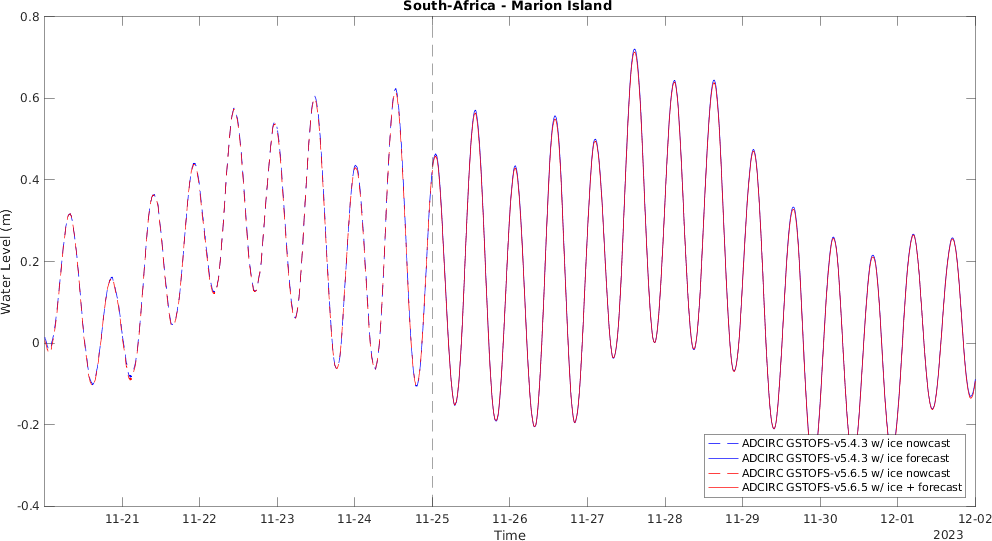 South-Africa - Marion Island
0.8
0.6
0.4
0.2
0
-0.2
-0.4
Water Level (m)
ADCIRC GSTOFS-v5.4.3 w/ ice nowcast
ADCIRC GSTOFS-v5.4.3 w/ ice forecast
ADCIRC GSTOFS-v5.6.5 w/ ice nowcast
ADCIRC GSTOFS-v5.6.5 w/ ice + forecast
11-21 11-22 11-23 11-24 11-25 11-26 11-27 11-28 11-29 11-30 12-01 12-02
Time
2023